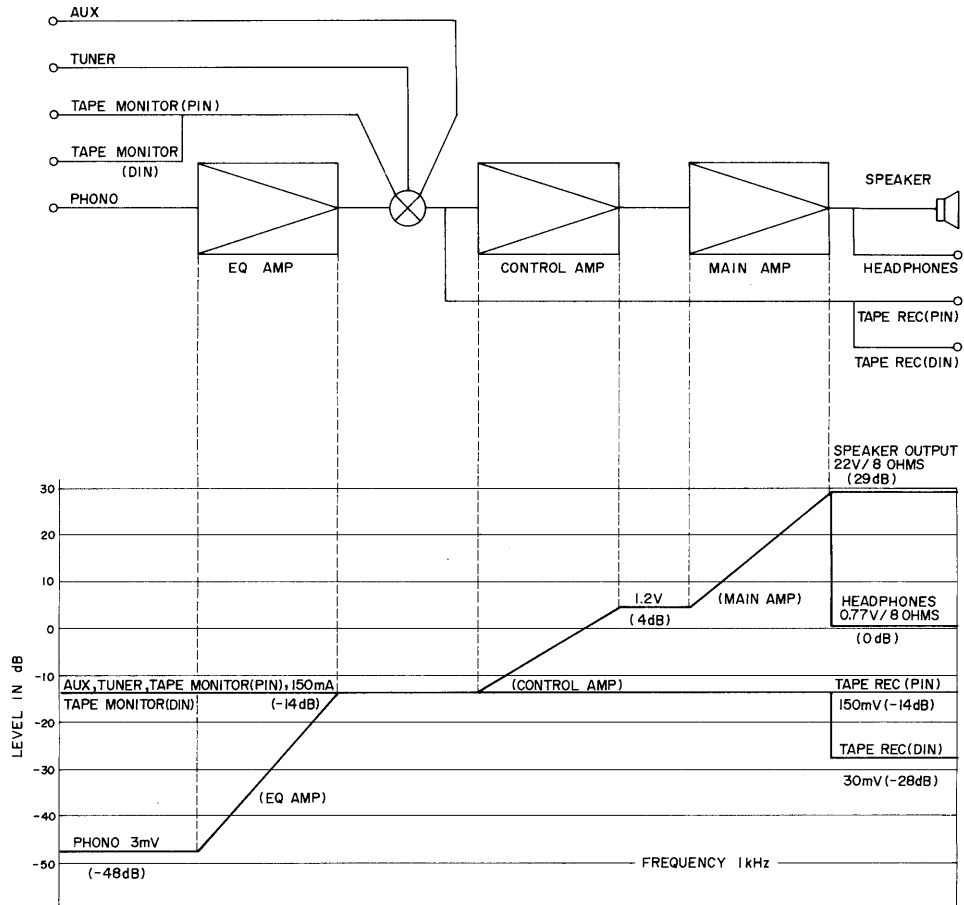 AUX
TUNER
TAPE MONITOR(PIN)
TAPE MONITOR
(DIN)
PHONO
EQ AMP
CONTROL AMP
MAIN AMP
SPEAKER
HEADPHONES
TAPE REC(PIN)
TAPE REC(DIN)
SPEAKER OUTPUT
22V/8 OHMS
(29dB)
30
20
10
0
-10
-20
-30
-40
-50
LEVEL IN dB
1.2V
(4dB)
(MAIN AMP)
HEADPHONES
0.77V/8 OHMS
(0dB)
AUX,TUNER,TAPE MONITOR(PIN),150mA
TAPE MONITOR(DIN)
(-14dB)
(CONTROL AMP)
TAPE REC(PIN)
150mV(-14dB)
TAPE REC(DIN)
30mV(-28dB)
(EQ AMP)
PHONO 3mV
(-48dB)
FREQUENCY 1kHz